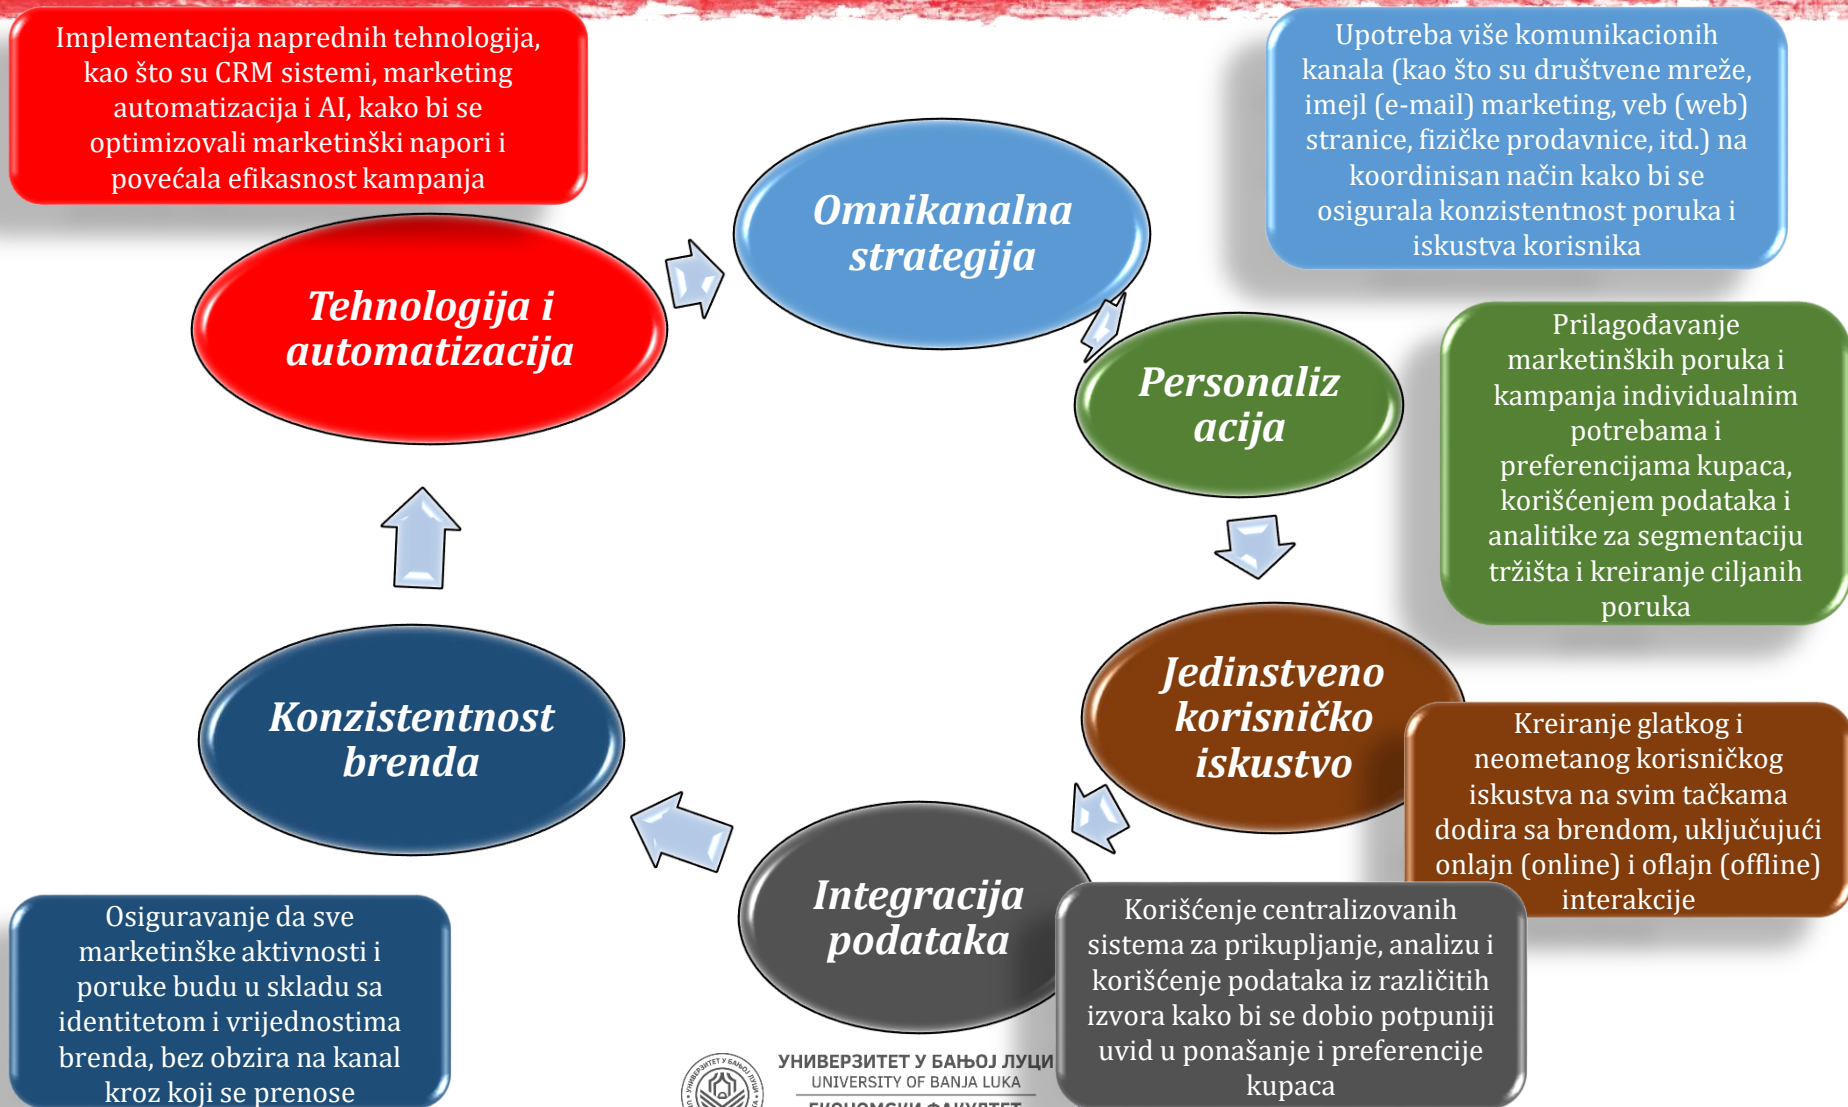 Implementacija naprednih tehnologija,
kao što su CRM sistemi, marketing
automatizacija i AI, kako bi se
optimizovali marketinški napori i
povećala efikasnost kampanja
Upotreba više komunikacionih
kanala (kao što su društvene mreže,
imejl (e-mail) marketing, veb (web)
stranice, fizičke prodavnice, itd.) na
koordinisan način kako bi se
osigurala konzistentnost poruka i
iskustva korisnika
Omnikanalna
strategija
Tehnologija i
automatizacija
Personaliz
acija
Prilagođavanje
marketinških poruka i
kampanja individualnim
potrebama i
preferencijama kupaca,
korišćenjem podataka i
analitike za segmentaciju
tržišta i kreiranje ciljanih
poruka
Jedinstveno
korisničko
iskustvo
Kreiranje glatkog i
neometanog korisničkog
iskustva na svim tačkama
dodira sa brendom, uključujući
onlajn (online) i oflajn (offline)
interakcije
Konzistentnost
brenda
Integracija
podataka
Korišćenje centralizovanih
sistema za prikupljanje, analizu i
korišćenje podataka iz različitih
izvora kako bi se dobio potpuniji
uvid u ponašanje i preferencije
kupaca
Osiguravanje da sve
marketinške aktivnosti i
poruke budu u skladu sa
identitetom i vrijednostima
brenda, bez obzira na kanal
kroz koji se prenose
УНИВЕРЗИТЕТ У БАЊОЈ ЛУЦИ
UNIVERSITY OF BANJA LUKA
ЕКОНОМСКИ ФАКУЛТЕТ